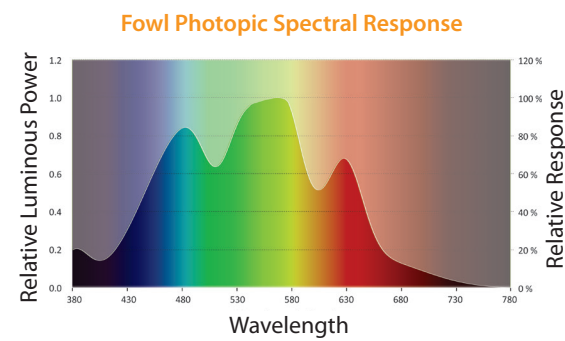 Fowl Photopic Spectral Response
Relative Luminous Power
1.2
1.0
0.8
0.6
0.4
0.2
0.0
120 %
100 %
80 %
60 %
40 %
20 %
0 %
Relative Response
380 430 480 530 580 630 680 730 780
Wavelength